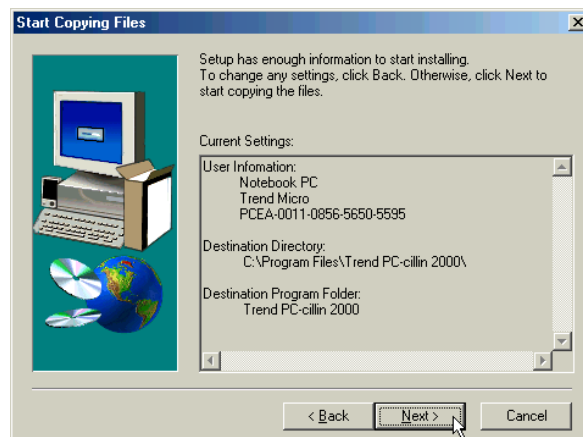 Start Copying Files
Setup has enough information to start installing.
To change any settings, click Back. Otherwise, click Next to
start copying the files.
Current Settings:
User Infomation:
Notebook PC
Trend Micro
PCEA-0011-0856-5650-5595
Destination Directory:
C:\Program Files\Trend PC-cillin 2000\
Destination Program Folder:
Trend PC-cillin 2000
< Back
Next >
Cancel